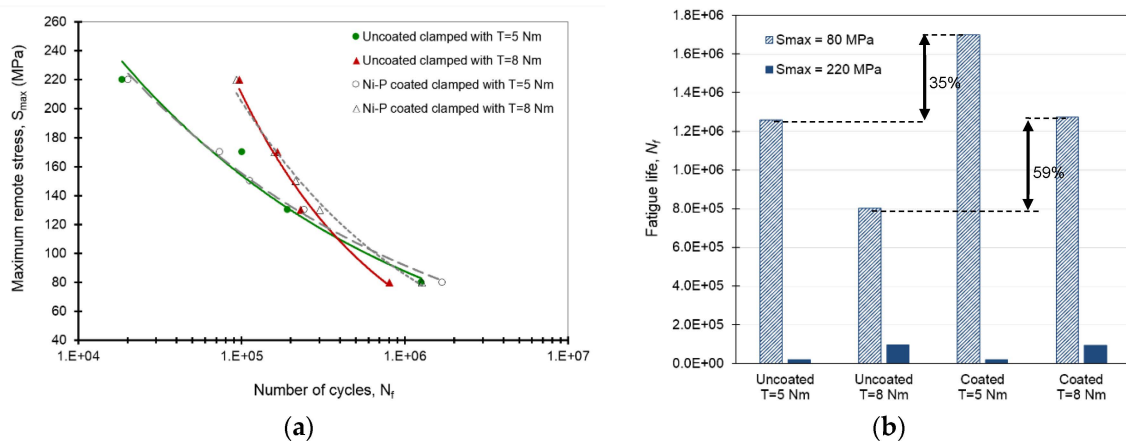 260
240
220
200
180
160
140
120
100
80
60
40
Maximum remote stress, Smax (MPa)
Uncoated clamped with T=5 Nm
Uncoated clamped with T=8 Nm
Ni-P coated clamped with T=5 Nm
Ni-P coated clamped with T=8 Nm
1.E+04 1.E+05 1.E+06 1.E+07
Number of cycles, Nf
(a)
1.8E+06
1.6E+06
1.4E+06
1.2E+06
1.0E+06
8.0E+05
6.0E+05
4.0E+05
2.0E+05
0.0E+00
Fatigue life, Nf
Smax = 80 MPa
Smax = 220 MPa
35%
59%
Uncoated Uncoated Coated Coated
T=5 Nm T=8 Nm T=5 Nm T=8 Nm
(b)